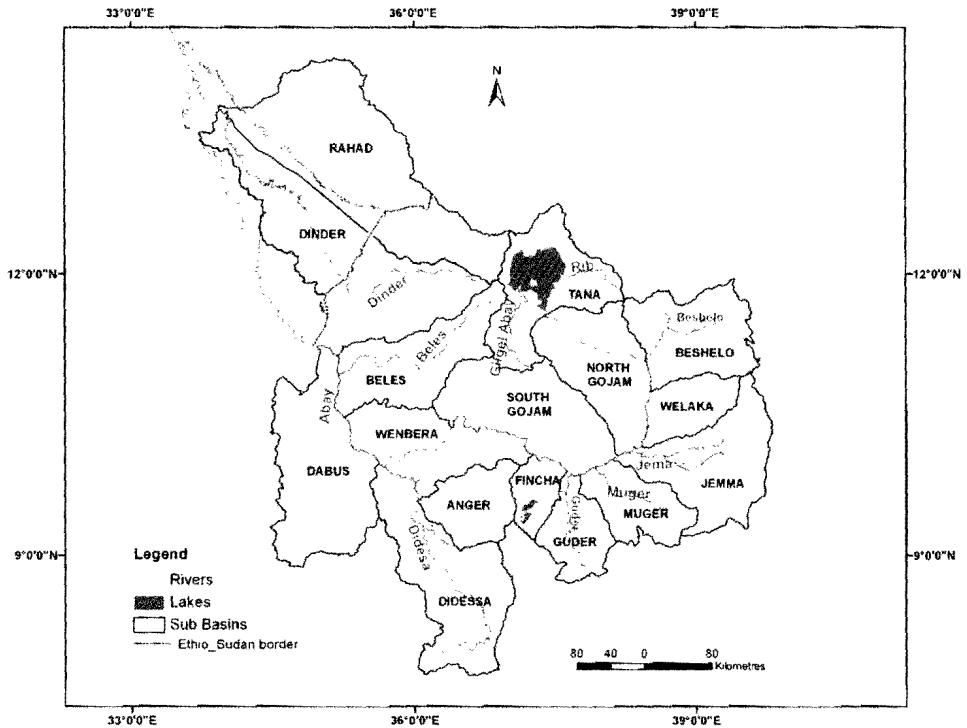 33°0'0"E 36°0'0"E 39°0'0"E
N
RAHAD
DINDER
12°0'0"N 12°0'0"N
Rib
Dinder
TANA
Gilgel Abay
Beshelo
Beles
BESHELO
NORTH
GOJAM
BELES
SOUTH
GOJAM
WELAKA
Abay
WENBERA
Jema
DABUS
FINCHA
JEMMA
ANGER
Muger
MUGER
Guder
Didesa
GUDER
9°0'0"N 9°0'0"N
Legend
Rivers
Lakes
Sub Basins
Ethio_Sudan border
DIDESSA
80 40 0 80
Kilometres
33°0'0"E 36°0'0"E 39°0'0"E